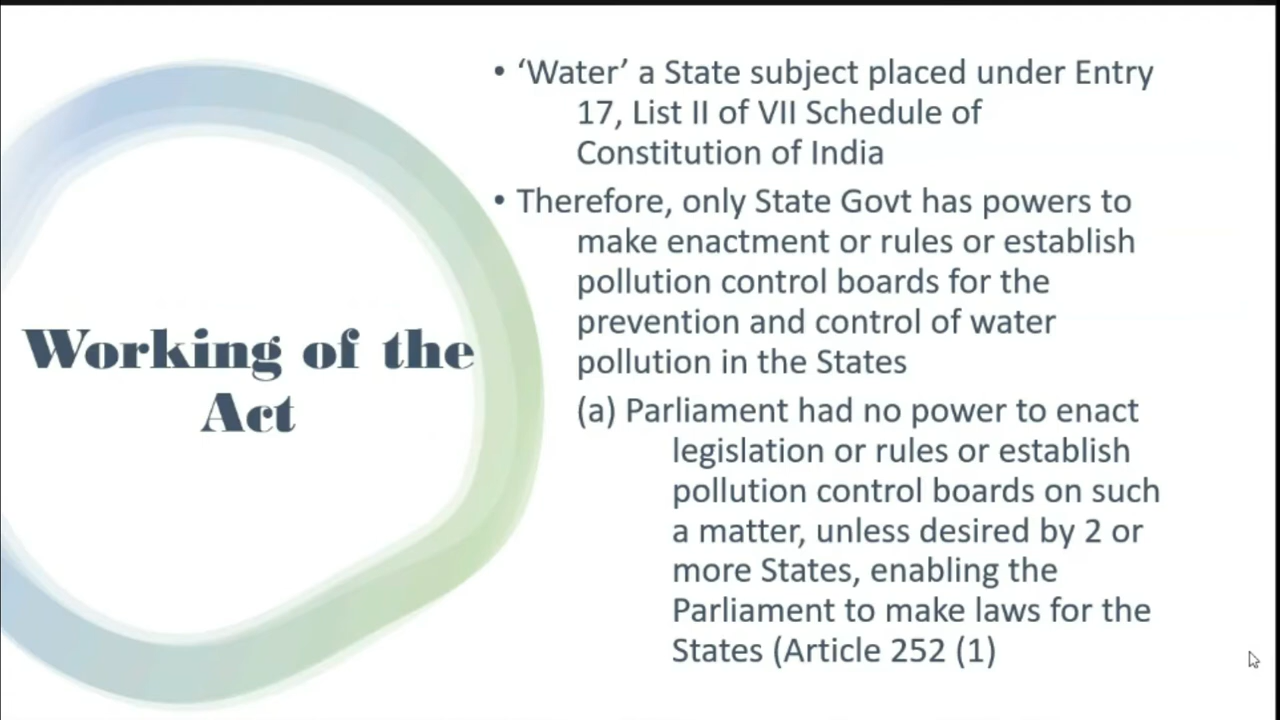 Working of the
Act
• ‘Water’ a State subject placed under Entry
17, List II of VII Schedule of
Constitution of India
• Therefore, only State Govt has powers to
make enactment or rules or establish
pollution control boards for the
prevention and control of water
pollution in the States
(a) Parliament had no power to enact
legislation or rules or establish
pollution control boards on such
a matter, unless desired by 2 or
more States, enabling the
Parliament to make laws for the
States (Article 252 (1)